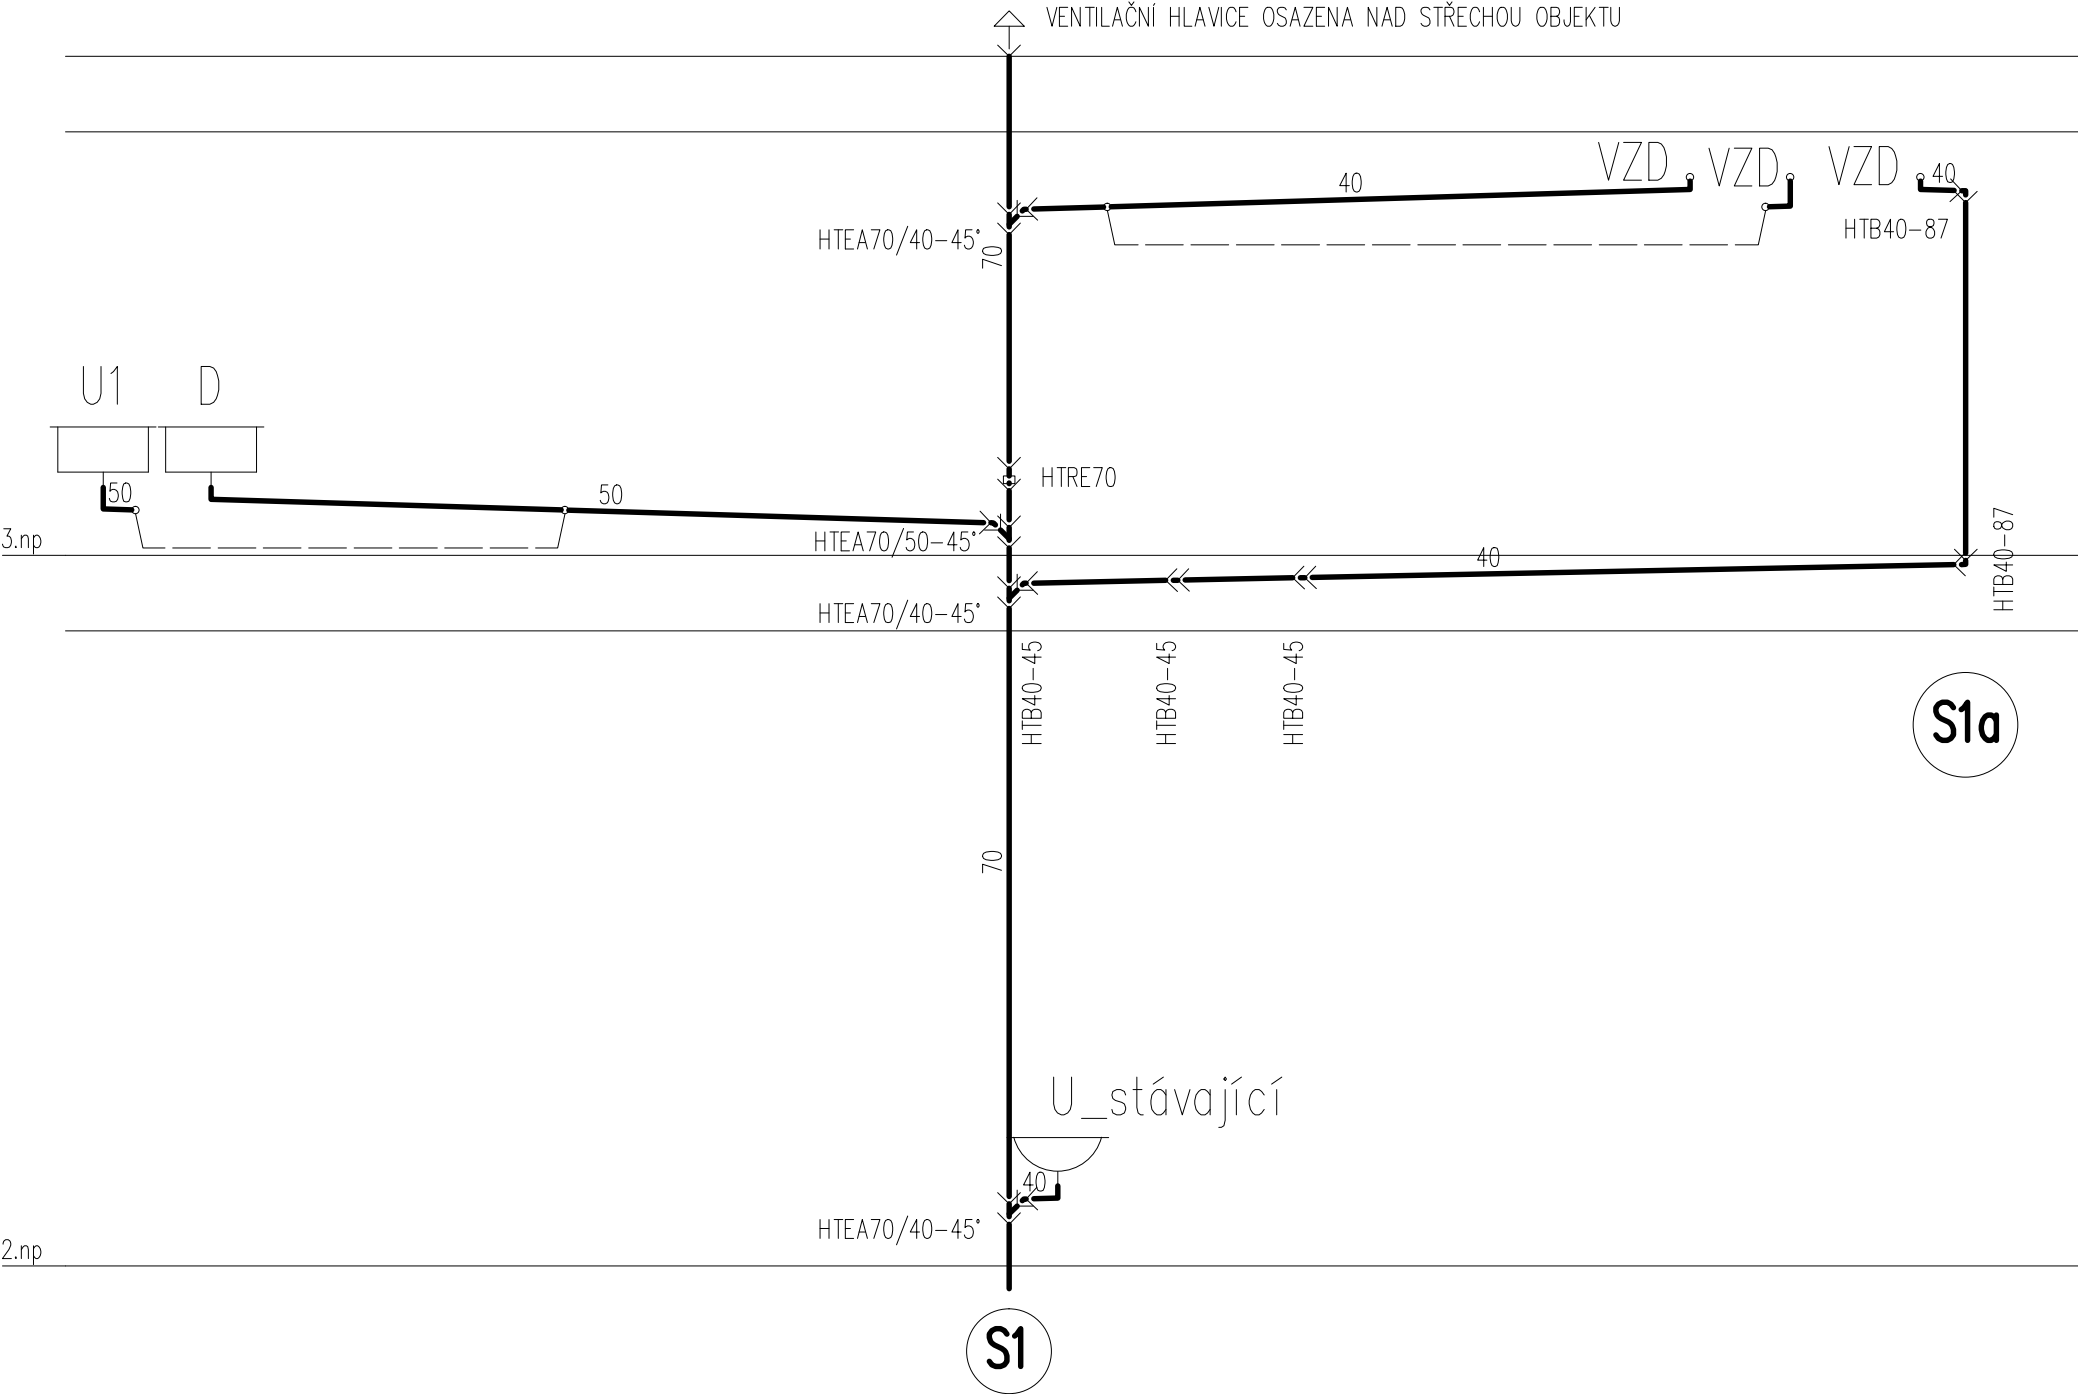 VENTILAČNÍ HLAVICE OSAZENA NAD STŘECHOU OBJEKTU
VZD
VZD
VZD
40
40
HTB40-87
HTEA70/40-45°
70
U1
D
HTRE70
50
50
3.np
HTEA70/50-45°
40
HTB40-87
HTEA70/40-45°
HTB40-45
HTB40-45
HTB40-45
S1a
70
U_stávající
40
HTEA70/40-45°
2.np
S1